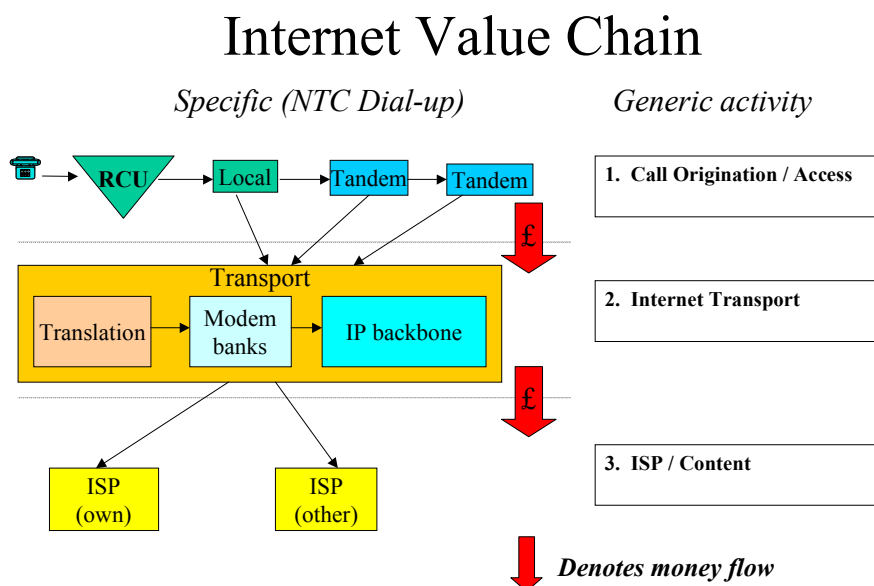 Internet Value Chain
Specific (NTC Dial-up)
Generic activity
RCU
Local
Tandem
Tandem
1. Call Origination / Access
£
Transport
Translation
Modem
banks
IP backbone
2. Internet Transport
£
ISP
(own)
ISP
(other)
3. ISP / Content
Denotes money flow